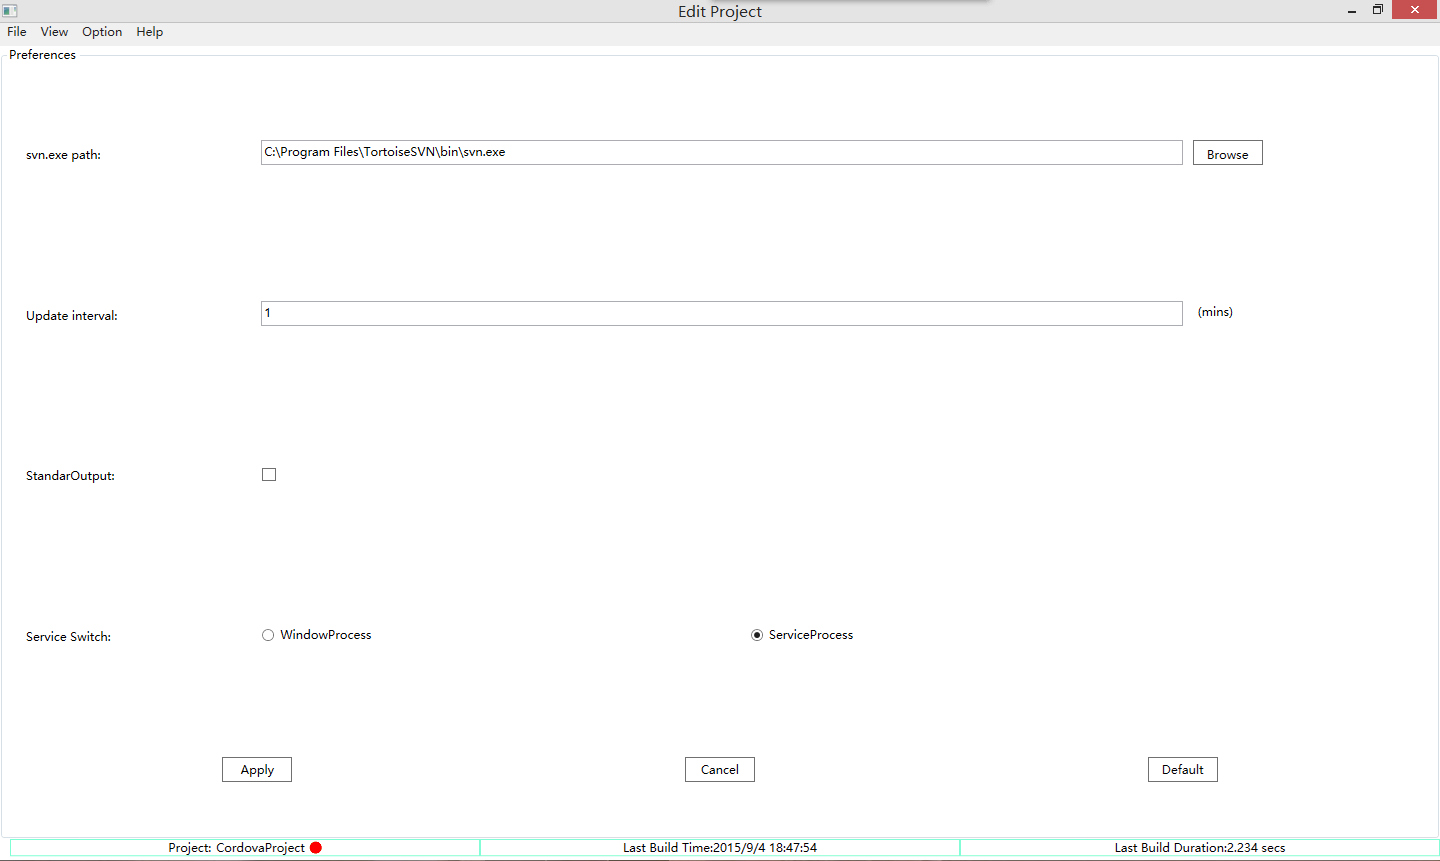 Edit Project
File View Option Help
Preferences
svn.exe path: C:\Program Files\TortoiseSVN\bin\svn.exe Browse
Update interval: 1 (mins)
StandarOutput:
Service Switch: WindowProcess ServiceProcess
Apply Cancel Default
Project: CordovaProject Last Build Time:2015/9/4 18:47:54 Last Build Duration:2.234 secs